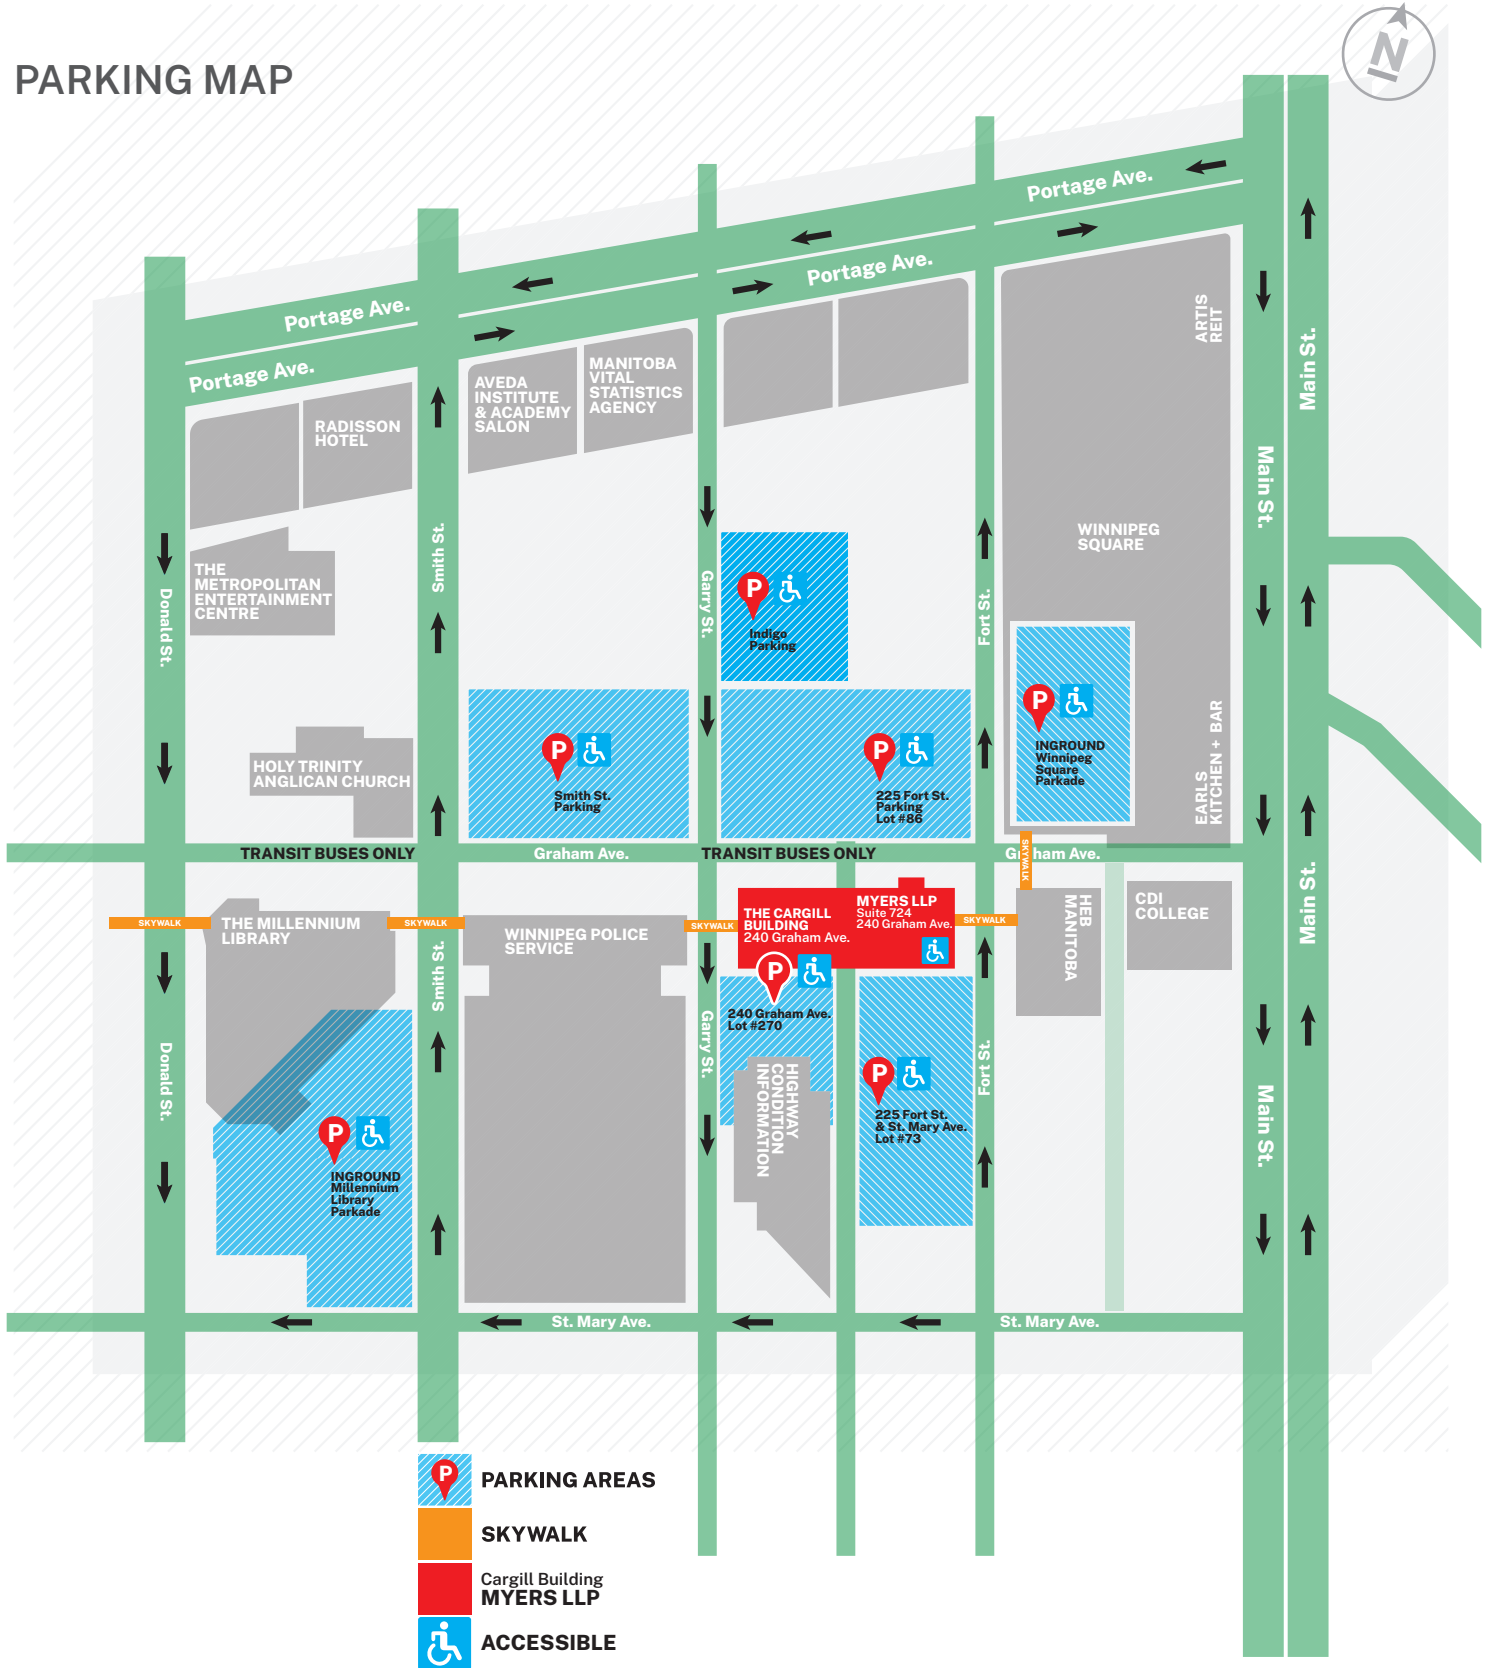 N
PARKING MAP
Portage Ave.
Portage Ave.
Portage Ave.
Portage Ave.
ARTIS
REIT
Main St.
MANITOBA
VITAL
STATISTICS
AGENCY
AVEDA
INSTITUTE
& ACADEMY
SALON
RADISSON
HOTEL
Main St.
WINNIPEG
SQUARE
Smith St.
THE
METROPOLITAN
ENTERTAINMENT
CENTRE
Donald St.
Garry St.
P
Indigo
Parking
Fort St.
P
INGROUND
Winnipeg
Square
Parkade
EARLS
KITCHEN + BAR
HOLY TRINITY
ANGLICAN CHURCH
P
Smith St.
Parking
P
225 Fort St.
Parking
Lot #86
TRANSIT BUSES ONLY
Graham Ave.
TRANSIT BUSES ONLY
Graham Ave.
SKYWALK
SKYWALK
THE MILLENNIUM
LIBRARY
SKYWALK
WINNIPEG POLICE
SERVICE
SKYWALK
THE CARGILL
BUILDING
240 Graham Ave.
MYERS LLP
Suite 724
240 Graham Ave.
SKYWALK
HEB
MANITOBA
CDI
COLLEGE
Main St.
Smith St.
P
240 Graham Ave.
Lot #270
Donald St.
Garry St.
Fort St.
HIGHWAY
CONDITION
INFORMATION
P
225 Fort St.
& St. Mary Ave.
Lot #73
Main St.
P
INGROUND
Millennium
Library
Parkade
St. Mary Ave.
St. Mary Ave.
P
PARKING AREAS
SKYWALK
Cargill Building
MYERS LLP
ACCESSIBLE